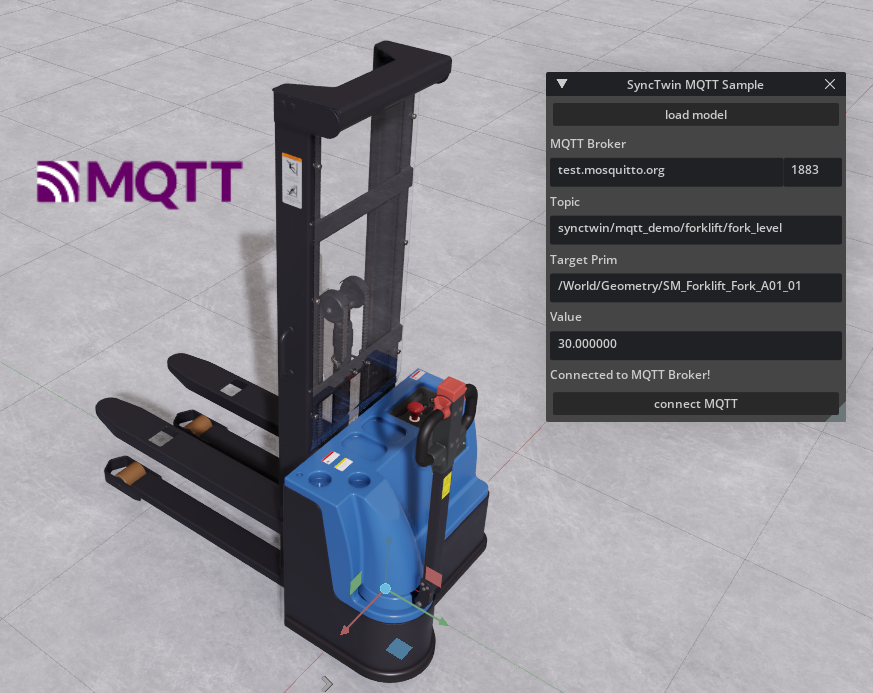 MQTT
SyncTwin MQTT Sample
load model
MQTT Broker
test.mosquitto.org 1883
Topic
synctwin/mqtt_demo/forklift/fork_level
Target Prim
/World/Geometry/SM_Forklift_Fork_A01_01
Value
30.000000
Connected to MQTT Broker!
connect MQTT